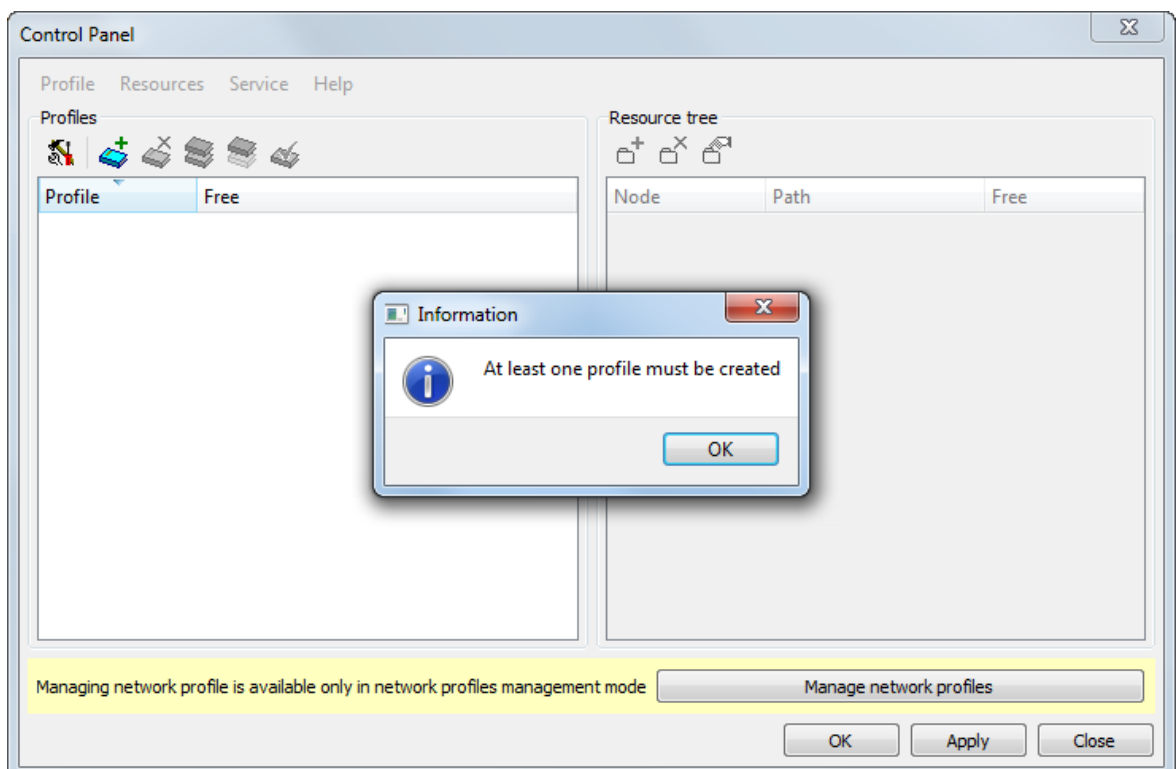 Control Panel
Profile Resources Service Help
Profiles
Resource tree
Profile Free
Node Path Free
Information
At least one profile must be created
OK
Managing network profile is available only in network profiles management mode
Manage network profiles
OK Apply Close